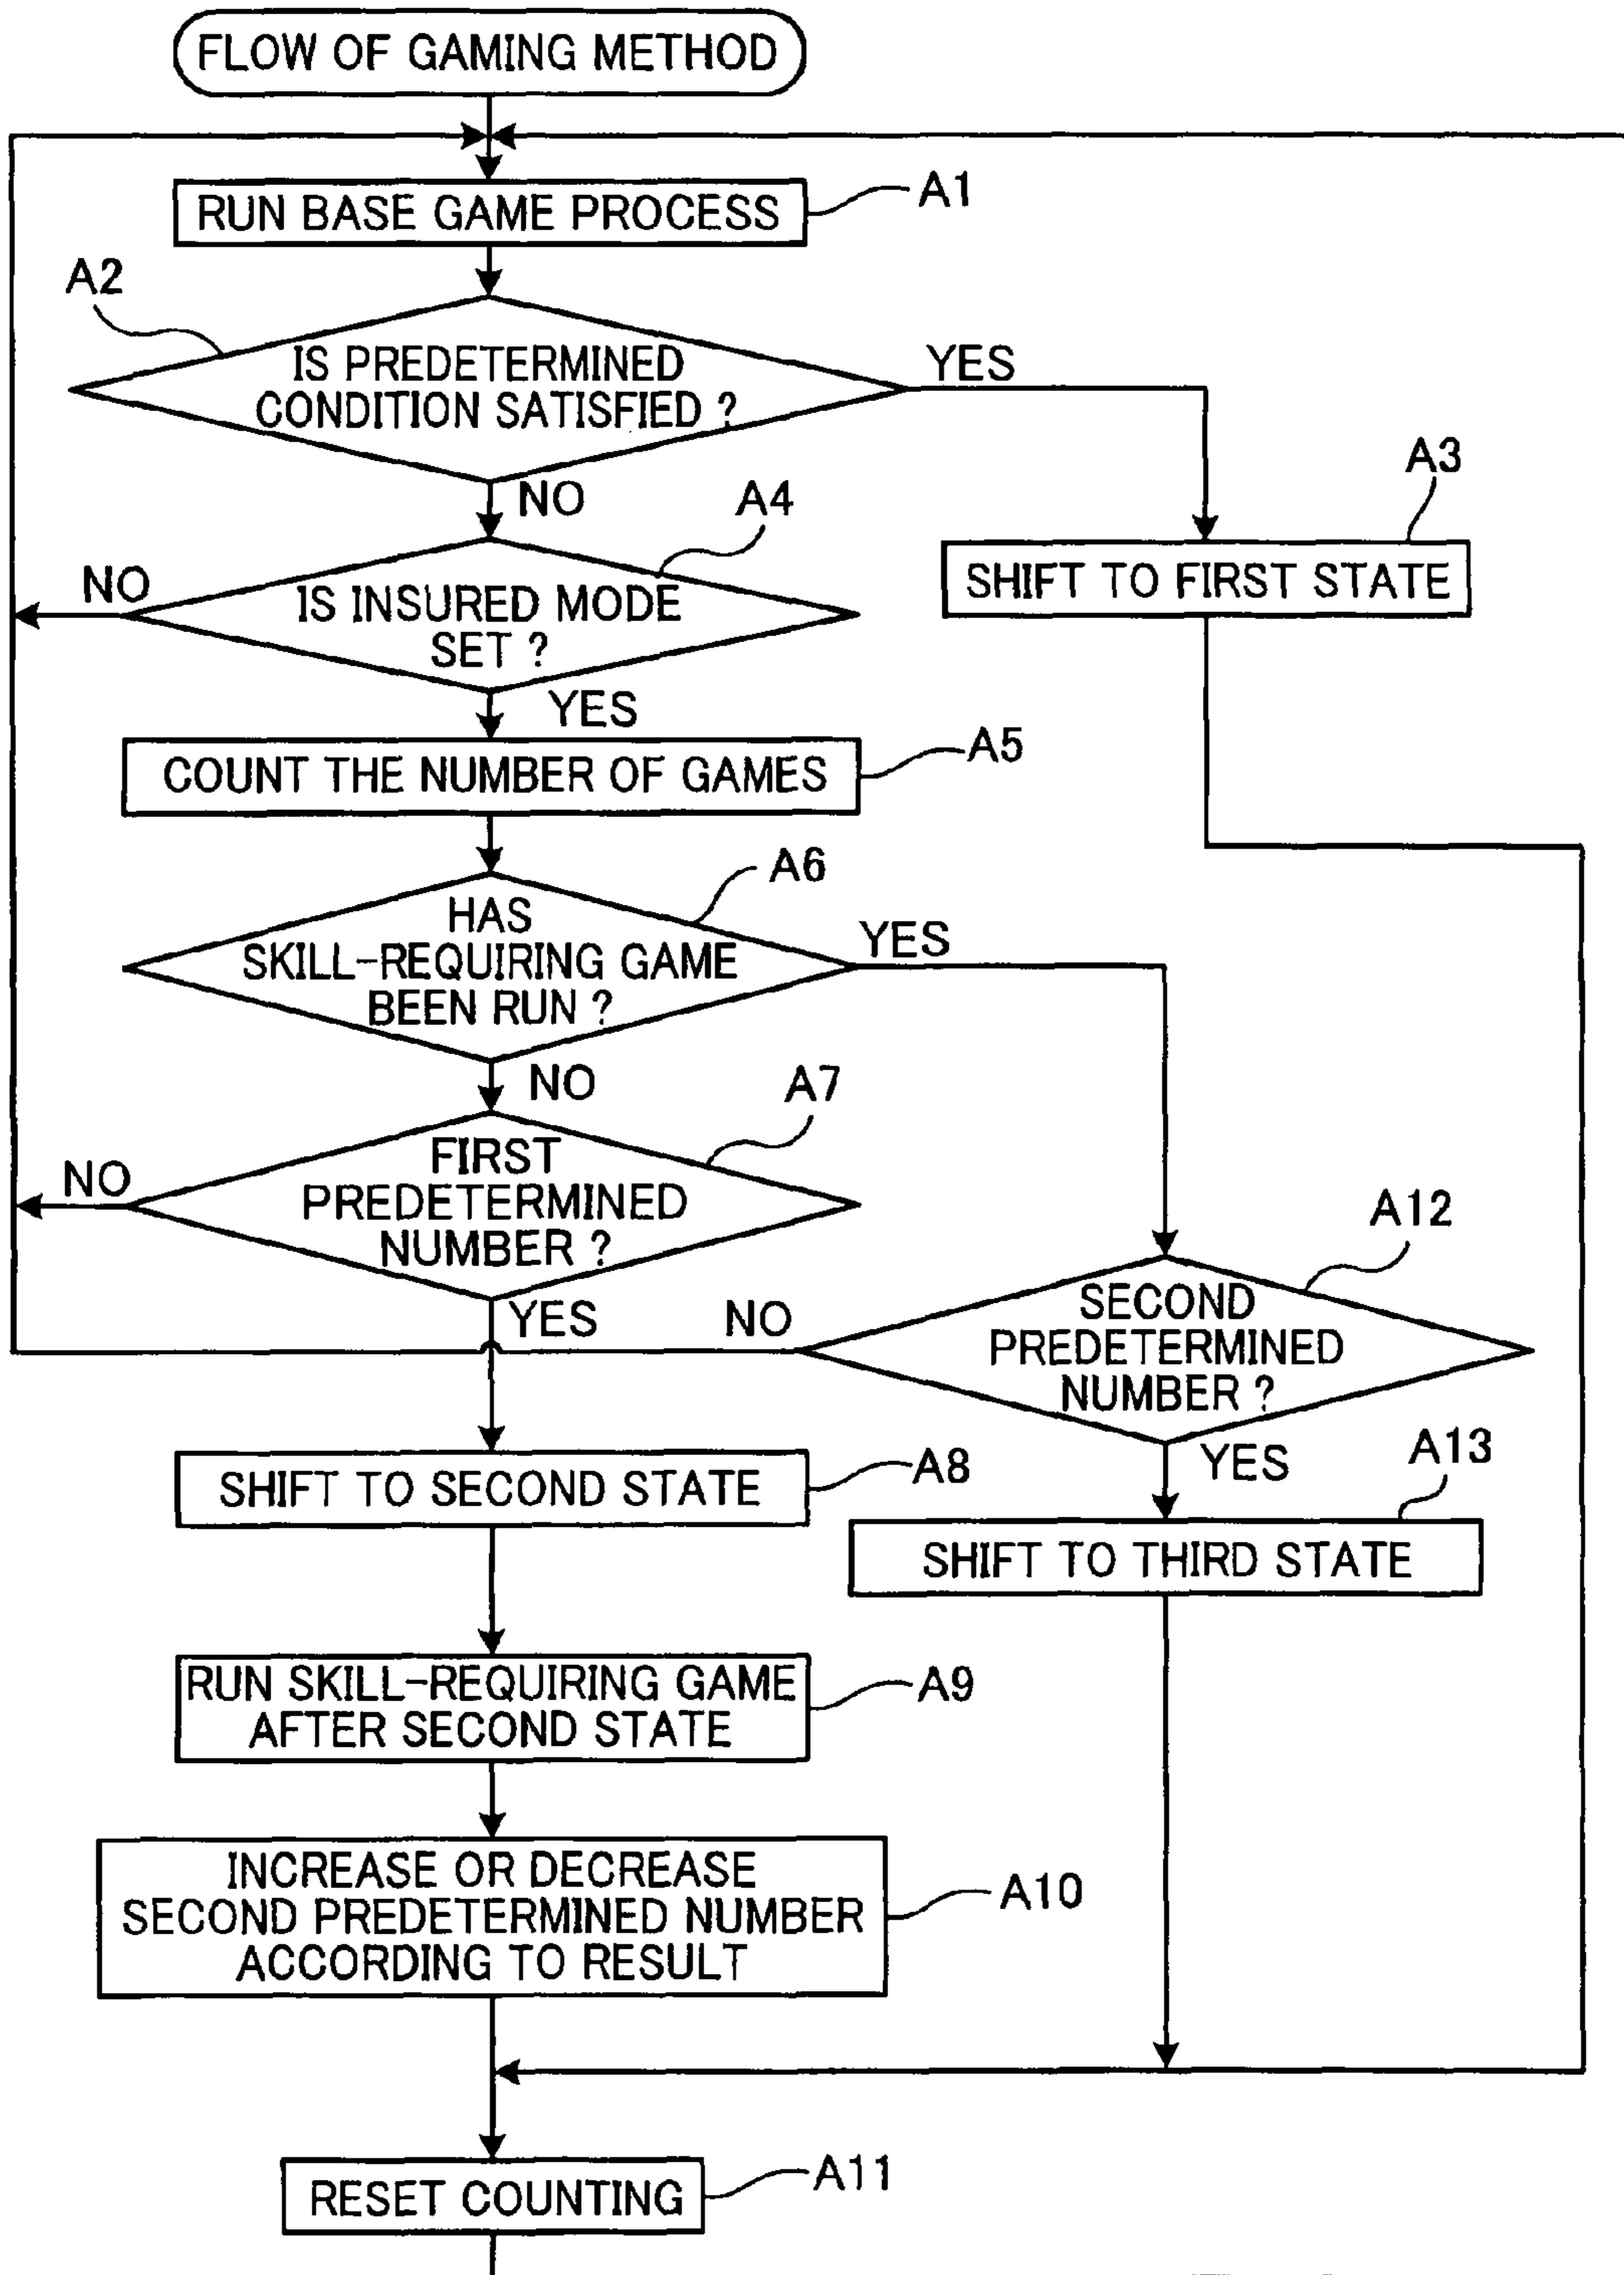 FLOW OF GAMING METHOD
RUN BASE GAME PROCESS
A1
A2
IS PREDETERMINED
CONDITION SATISFIED ?
YES
NO
A3
SHIFT TO FIRST STATE
A4
IS INSURED MODE
SET ?
NO
YES
COUNT THE NUMBER OF GAMES
A5
A6
HAS
SKILL-REQUIRING GAME
BEEN RUN ?
YES
NO
A7
FIRST
PREDETERMINED
NUMBER ?
NO
YES
A12
SECOND
PREDETERMINED
NUMBER ?
NO
YES
SHIFT TO SECOND STATE
A8
A13
SHIFT TO THIRD STATE
RUN SKILL-REQUIRING GAME
AFTER SECOND STATE
A9
INCREASE OR DECREASE
SECOND PREDETERMINED NUMBER
ACCORDING TO RESULT
A10
RESET COUNTING
A11